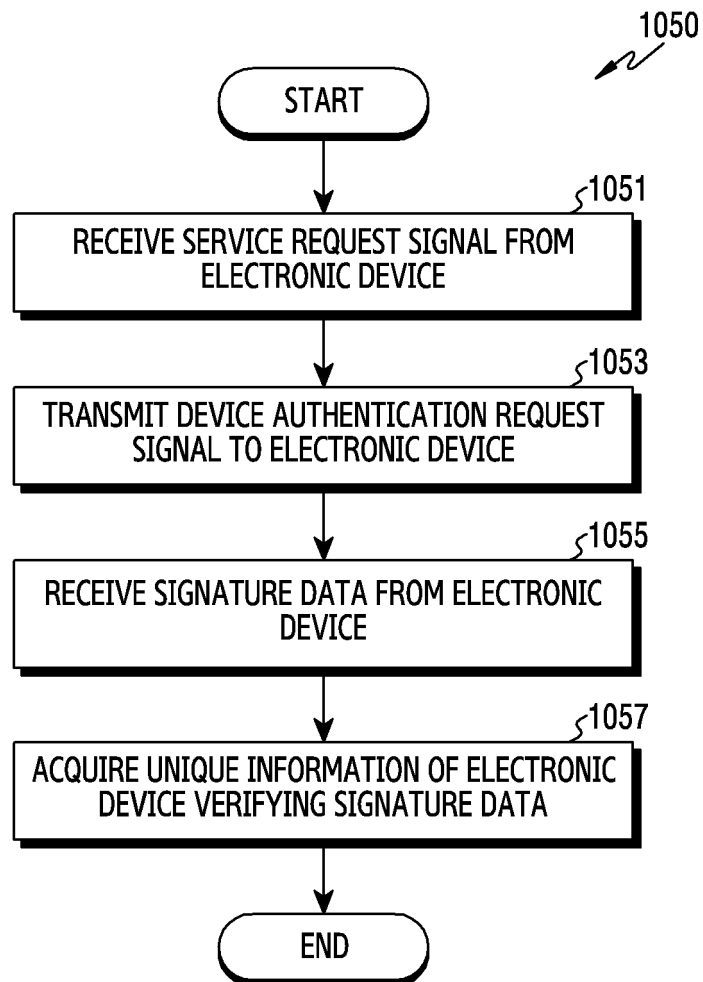 1050
START
1051
RECEIVE SERVICE REQUEST SIGNAL FROM
ELECTRONIC DEVICE
1053
TRANSMIT DEVICE AUTHENTICATION REQUEST
SIGNAL TO ELECTRONIC DEVICE
1055
RECEIVE SIGNATURE DATA FROM ELECTRONIC
DEVICE
1057
ACQUIRE UNIQUE INFORMATION OF ELECTRONIC
DEVICE VERIFYING SIGNATURE DATA
END